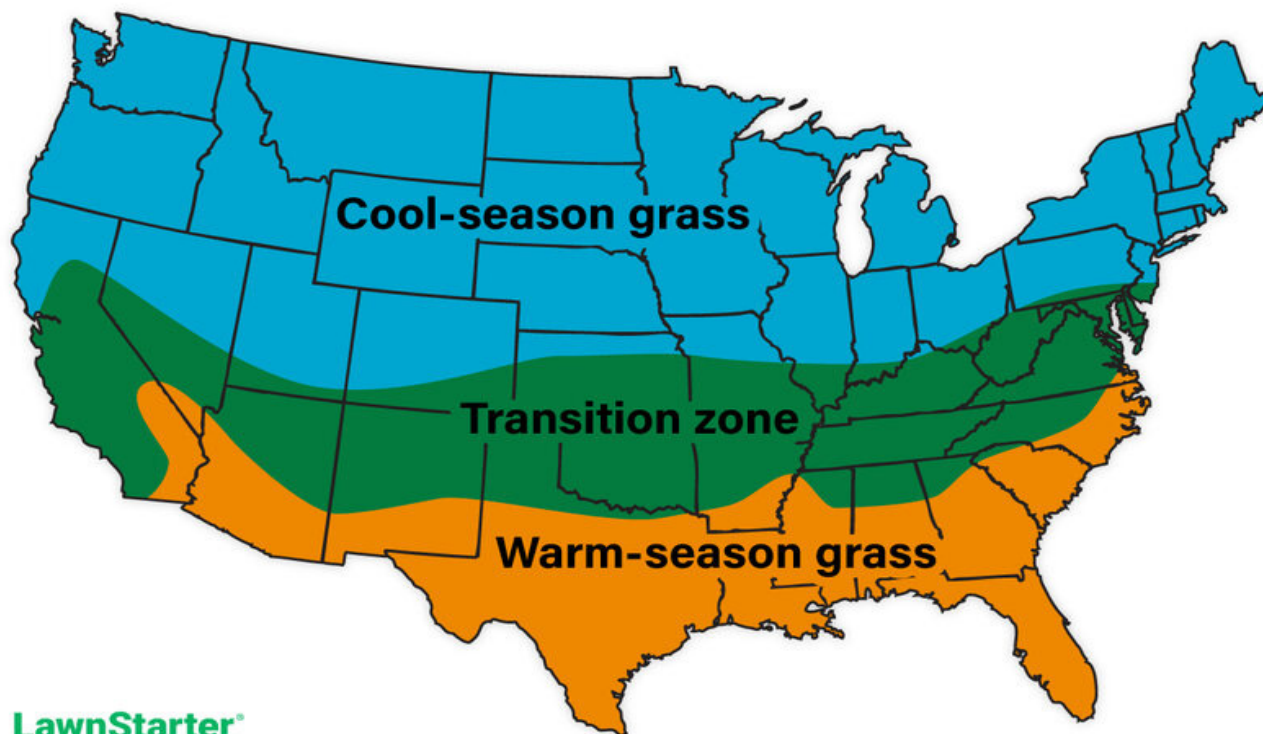 Cool-season grass
Transition zone
Warm-season grass
LawnStarter®